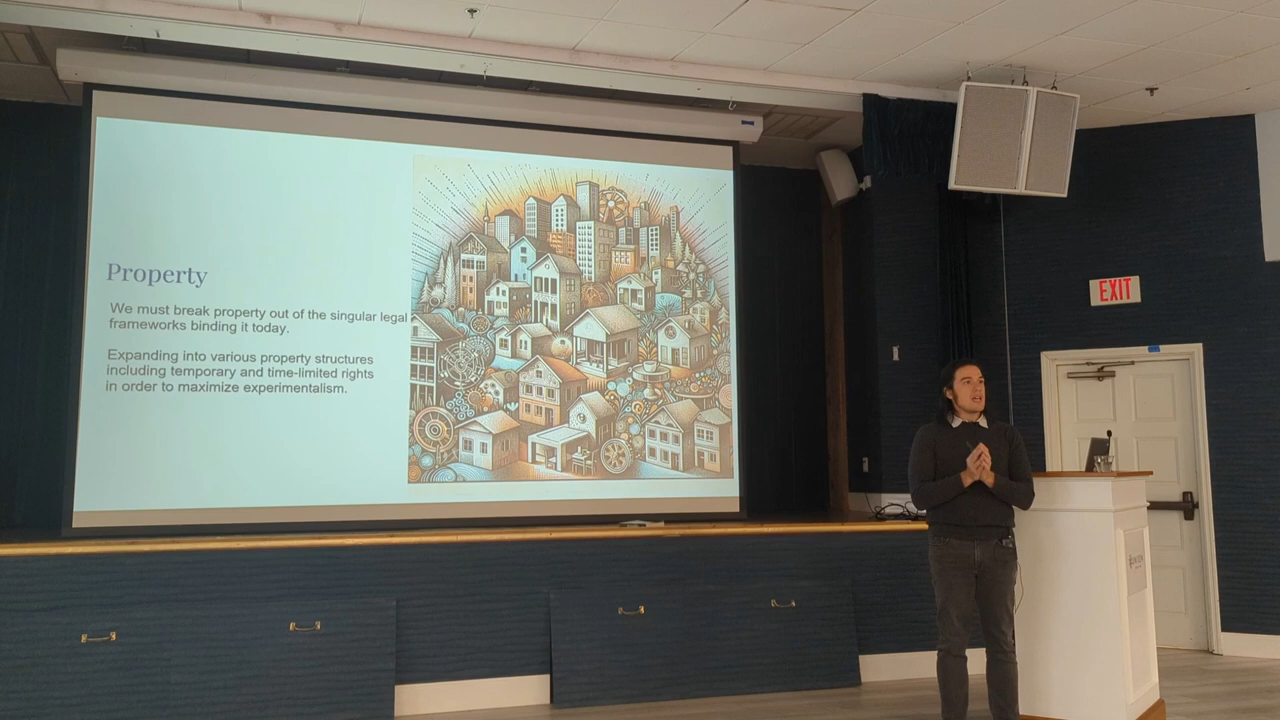 Property
We must break property out of the singular legal
frameworks binding it today.
Expanding into various property structures
including temporary and time-limited rights
in order to maximize experimentalism.
EXIT